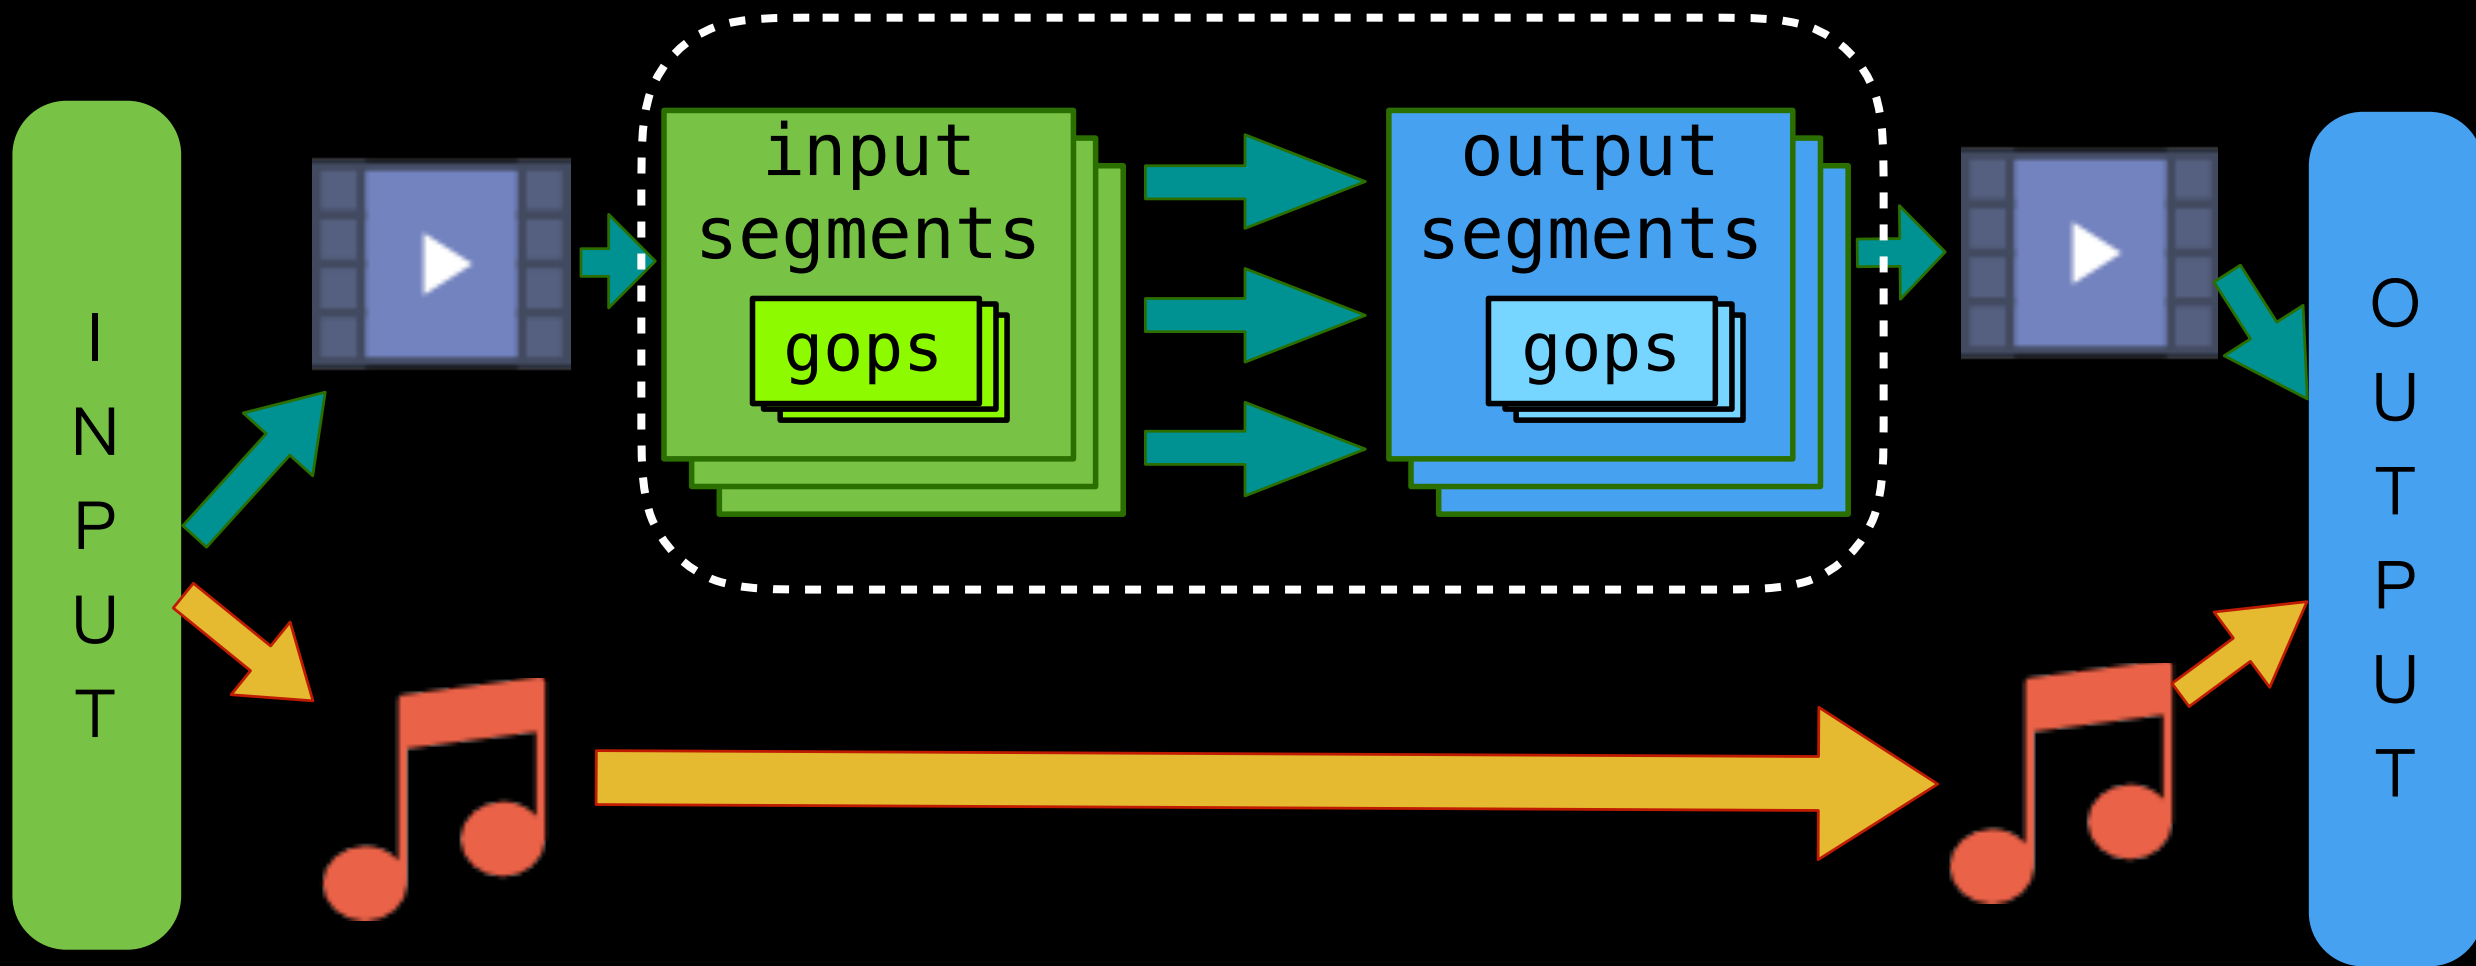 INPUT
input
segments
gops
output
segments
gops
OUTPUT